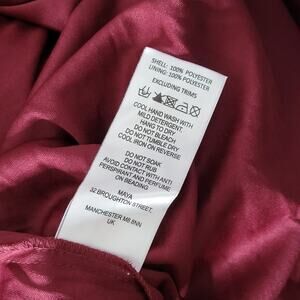 SHELL: 100% POLYESTER
LINING: 100% POLYESTER
EXCLUDING TRIMS
COOL HAND WASH WITH
MILD DETERGENT.
HANG TO DRY
DO NOT BLEACH
DO NOT TUMBLE DRY
COOL IRON ON REVERSE
DO NOT SOAK
DO NOT RUB
AVOID CONTACT WITH ANTI
PERSPIRANT AND PERFUME
ON BEADING
MAYA
32 BROUGHTON STREET,
MANCHESTER M8 8NN
UK